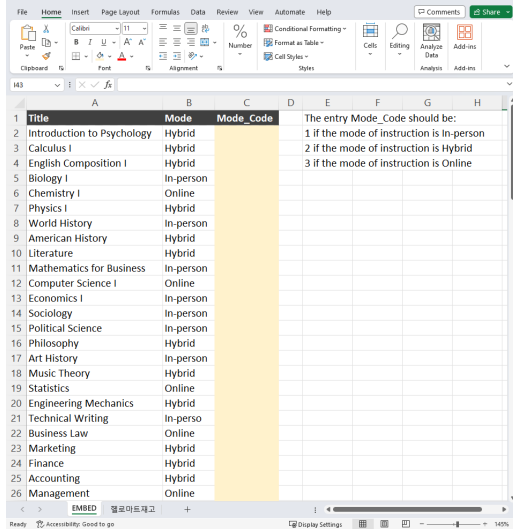 File Home Insert Page Layout Formulas Data Review View Automate Help Comments Share
Calibri 11
Paste B I U A A Number Conditional Formatting Format as Table Cell Styles Cells Editing Analyze Data Add-ins
Clipboard Font Alignment Styles Analysis Add-ins
I43 fx
A B C D E F G H
1 Title Mode Mode_Code The entry Mode_Code should be:
2 Introduction to Psychology Hybrid 1 if the mode of instruction is In-person
3 Calculus I Hybrid 2 if the mode of instruction is Hybrid
4 English Composition I Hybrid 3 if the mode of instruction is Online
5 Biology I In-person
6 Chemistry I Online
7 Physics I Hybrid
8 World History In-person
9 American History Hybrid
10 Literature Hybrid
11 Mathematics for Business In-person
12 Computer Science I Online
13 Economics I In-person
14 Sociology In-person
15 Political Science In-person
16 Philosophy Hybrid
17 Art History In-person
18 Music Theory Hybrid
19 Statistics Online
20 Engineering Mechanics Hybrid
21 Technical Writing In-perso
22 Business Law Online
23 Marketing Hybrid
24 Finance Hybrid
25 Accounting Hybrid
26 Management Online
EMBED 젤로마트재고 +
Ready Accessibility: Good to go Display Settings 145%